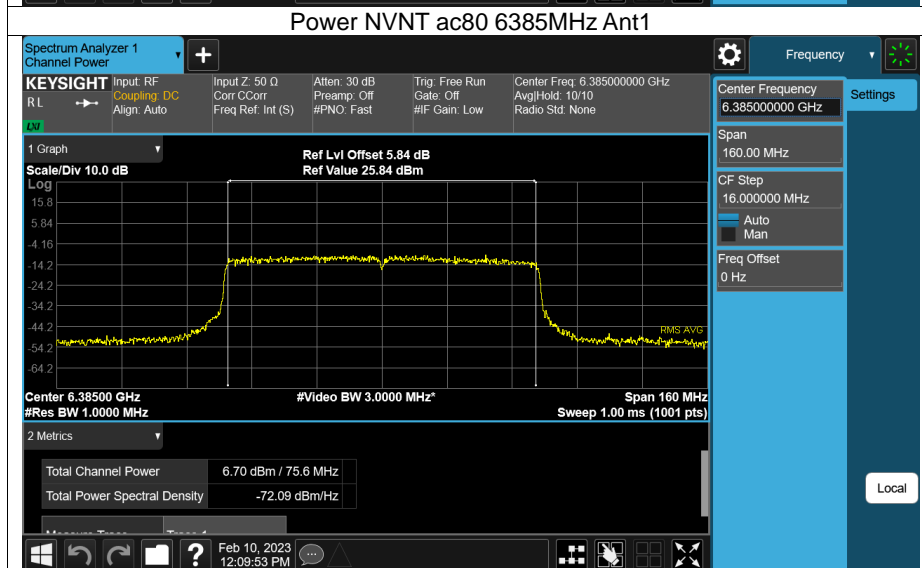 Power NVNT ac80 6385MHz Ant1
Spectrum Analyzer 1
Channel Power
+
Frequency
KEYSIGHT
RL
LXI
Input: RF
Coupling: DC
Align: Auto
Input Z: 50 Ω
Corr CCorr
Freq Ref: Int (S)
Atten: 30 dB
Preamp: Off
#PNO: Fast
Trig: Free Run
Gate: Off
#IF Gain: Low
Center Freq: 6.385000000 GHz
Avg|Hold: 10/10
Radio Std: None
Center Frequency
6.385000000 GHz
Settings
Span
160.00 MHz
CF Step
16.000000 MHz
Auto
Man
Freq Offset
0 Hz
1 Graph
Scale/Div 10.0 dB
Ref Lvl Offset 5.84 dB
Ref Value 25.84 dBm
Log
15.8
5.84
-4.16
-14.2
-24.2
-34.2
-44.2
-54.2
-64.2
RMS AVG
Center 6.38500 GHz
#Video BW 3.0000 MHz*
Span 160 MHz
#Res BW 1.0000 MHz
Sweep 1.00 ms (1001 pts)
2 Metrics
Total Channel Power 6.70 dBm / 75.6 MHz
Total Power Spectral Density -72.09 dBm/Hz
Local
?
Feb 10, 2023
12:09:53 PM